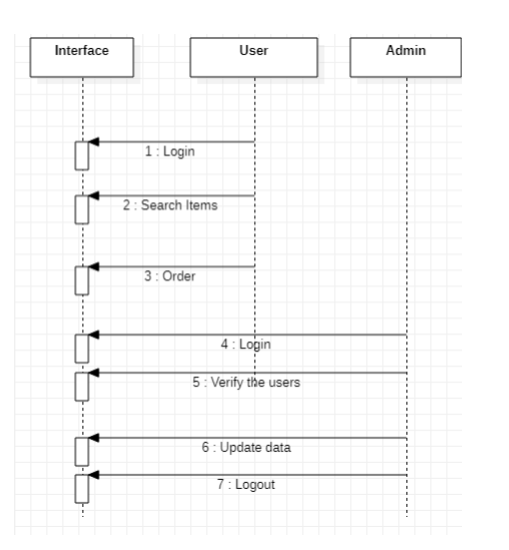 Interface
User
Admin
1 : Login
2 : Search Items
3 : Order
4 : Login
5 : Verify the users
6 : Update data
7 : Logout